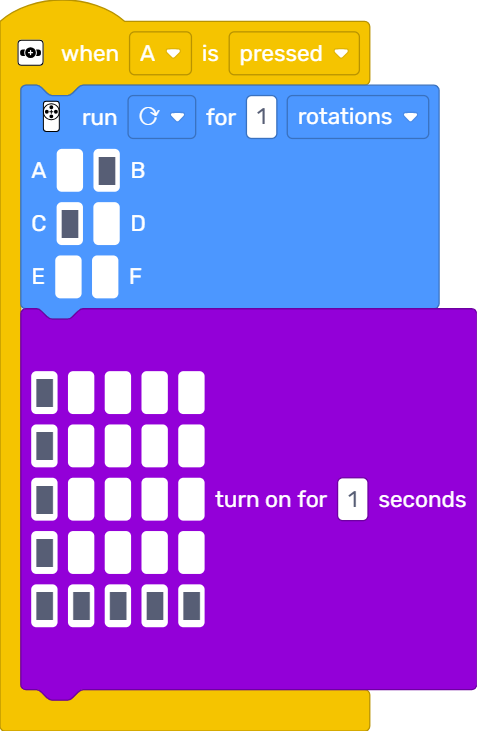 when A is pressed
run for 1 rotations
A B
C D
E F
turn on for 1 seconds